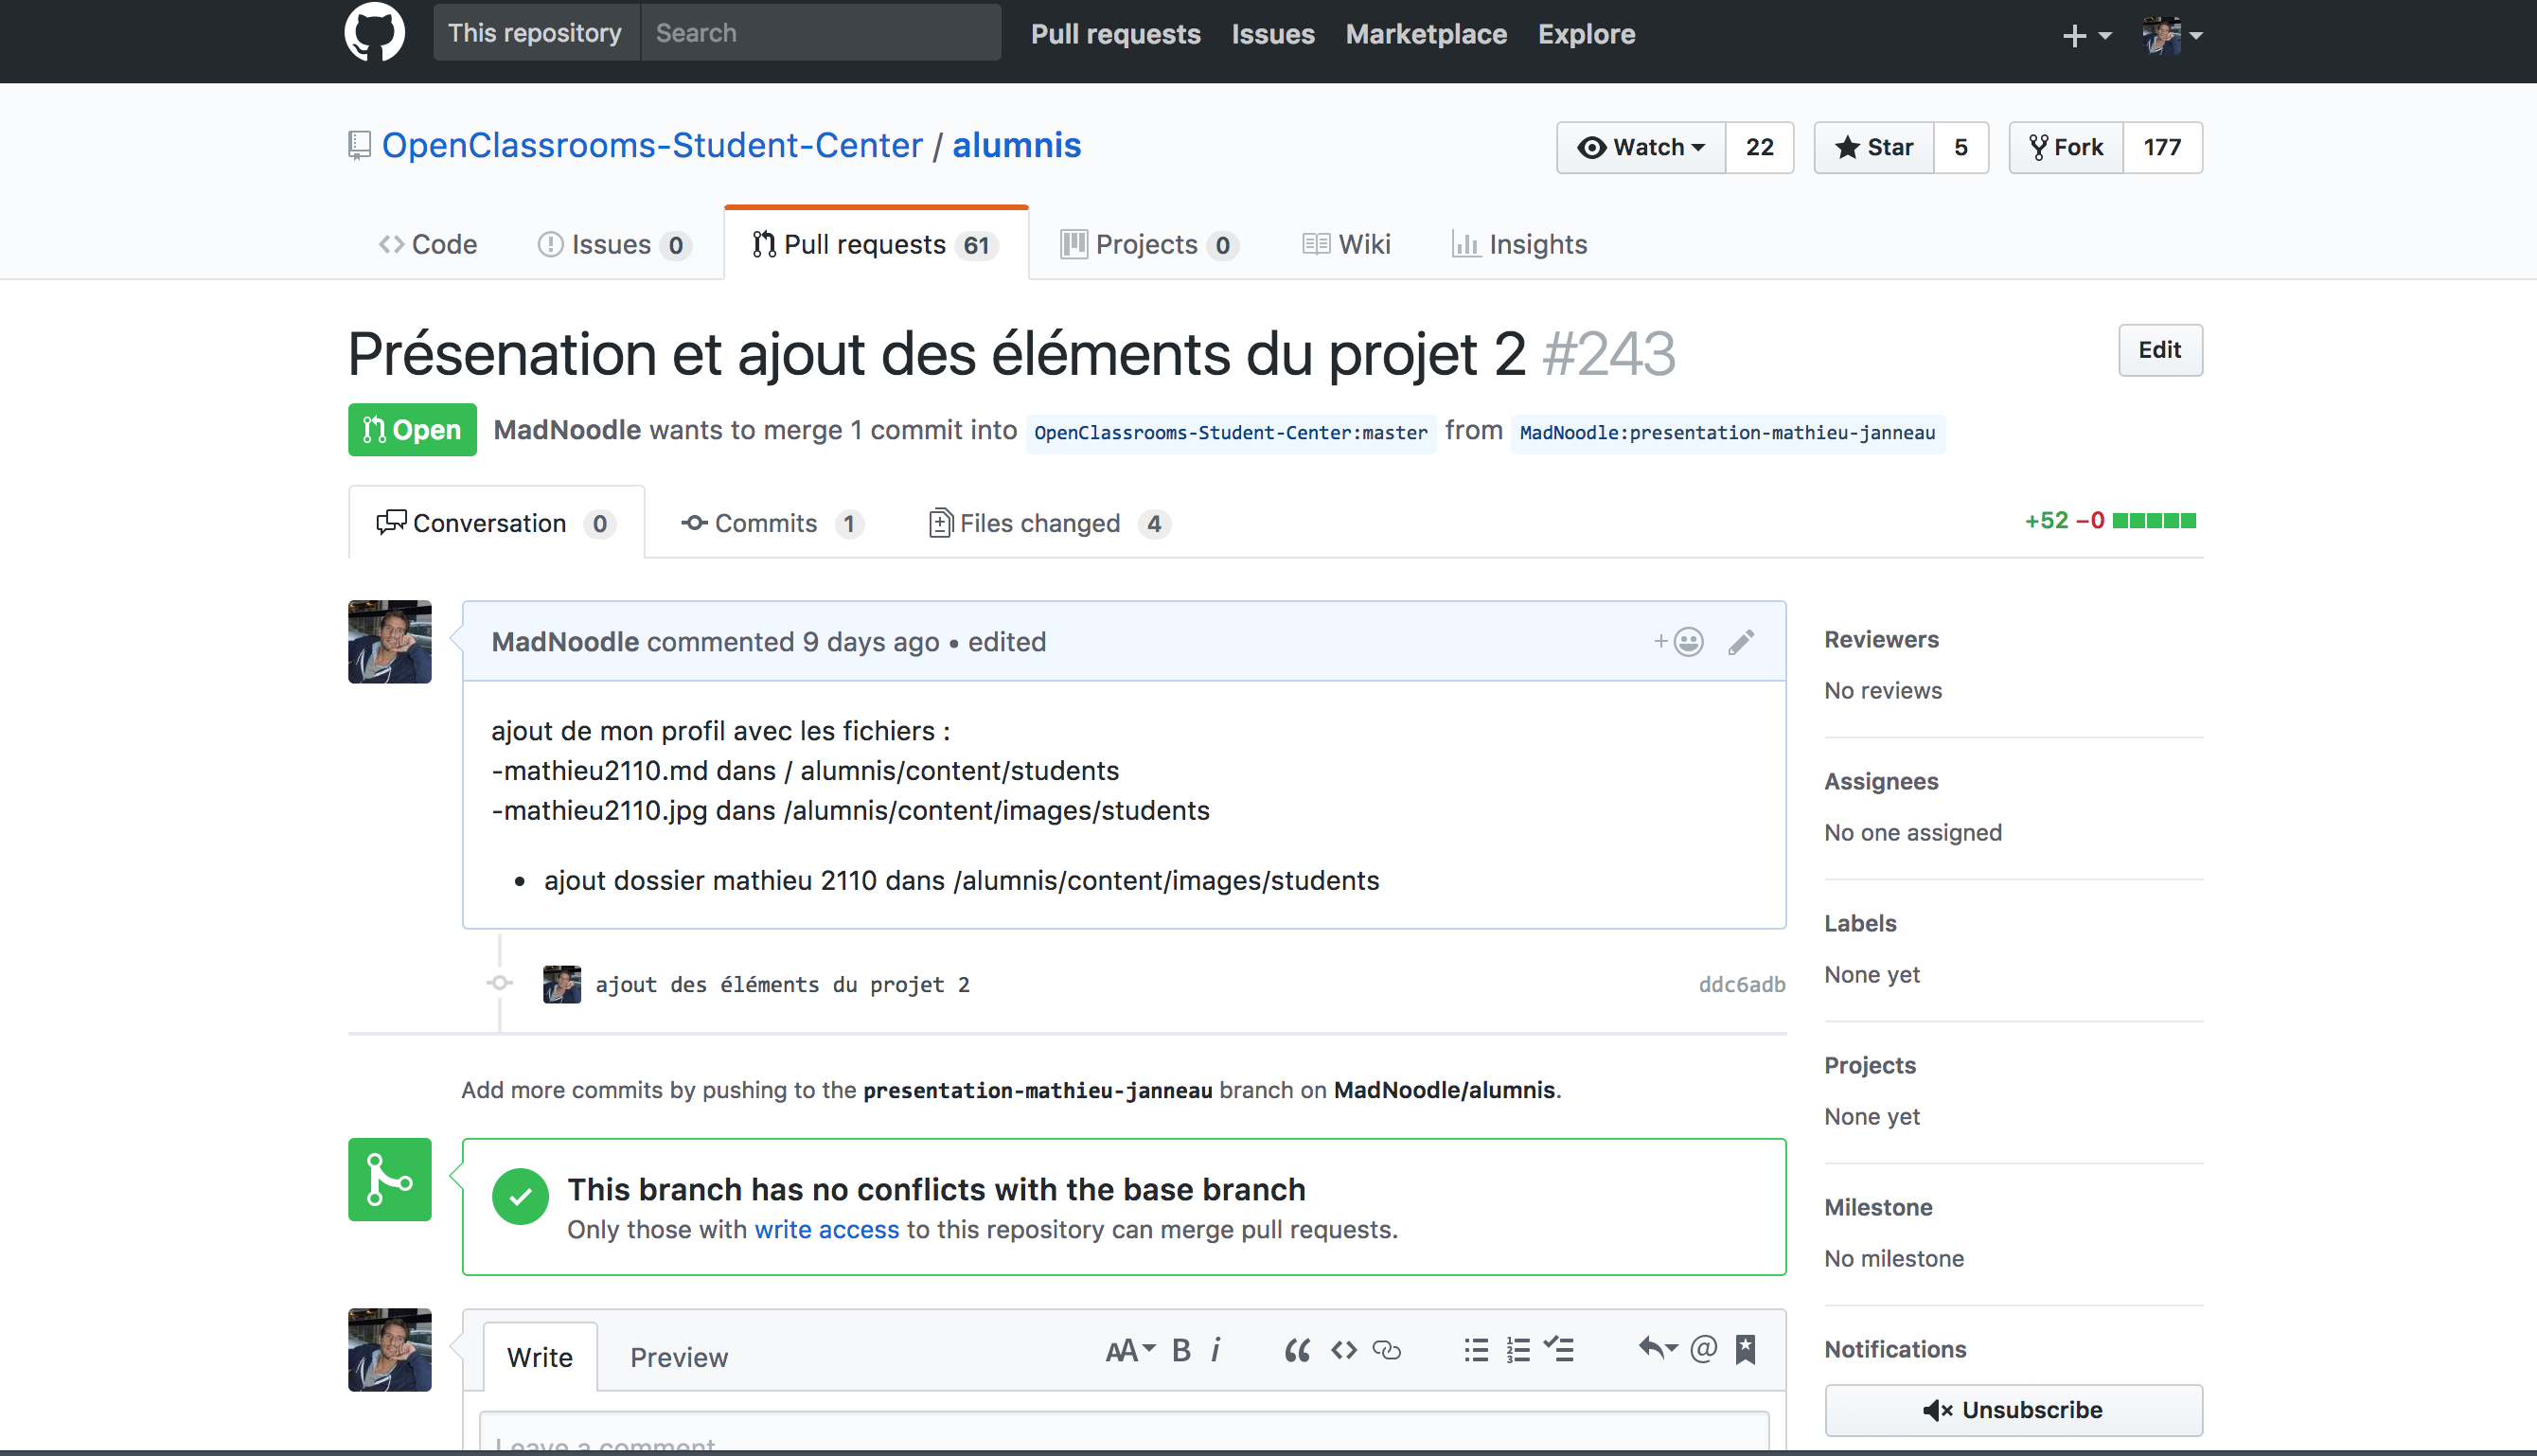 This repository Search Pull requests Issues Marketplace Explore
OpenClassrooms-Student-Center / alumnis
Watch 22 Star 5 Fork 177
Code Issues 0 Pull requests 61 Projects 0 Wiki Insights
Présenation et ajout des éléments du projet 2 #243
Edit
Open MadNoodle wants to merge 1 commit into OpenClassrooms-Student-Center:master from MadNoodle:presentation-mathieu-janneau
Conversation 0 Commits 1 Files changed 4
+52 −0
MadNoodle commented 9 days ago • edited
ajout de mon profil avec les fichiers :
-mathieu2110.md dans / alumnis/content/students
-mathieu2110.jpg dans /alumnis/content/images/students
• ajout dossier mathieu 2110 dans /alumnis/content/images/students
ajout des éléments du projet 2 ddc6adb
Add more commits by pushing to the presentation-mathieu-janneau branch on MadNoodle/alumnis.
This branch has no conflicts with the base branch
Only those with write access to this repository can merge pull requests.
Write Preview
AA B i
Leave a comment
Reviewers
No reviews
Assignees
No one assigned
Labels
None yet
Projects
None yet
Milestone
No milestone
Notifications
Unsubscribe